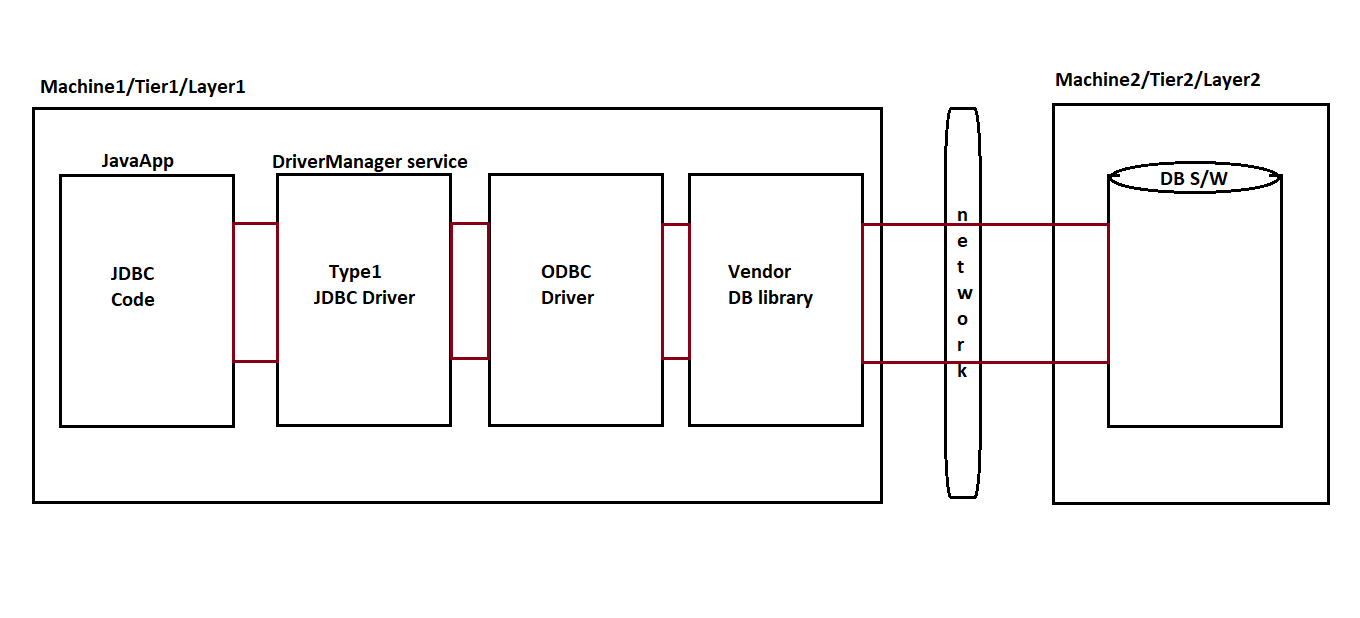 Machine1/Tier1/Layer1
Machine2/Tier2/Layer2
JavaApp
DriverManager service
JDBC
Code
Type1
JDBC Driver
ODBC
Driver
Vendor
DB library
n
e
t
w
o
r
k
DB S/W